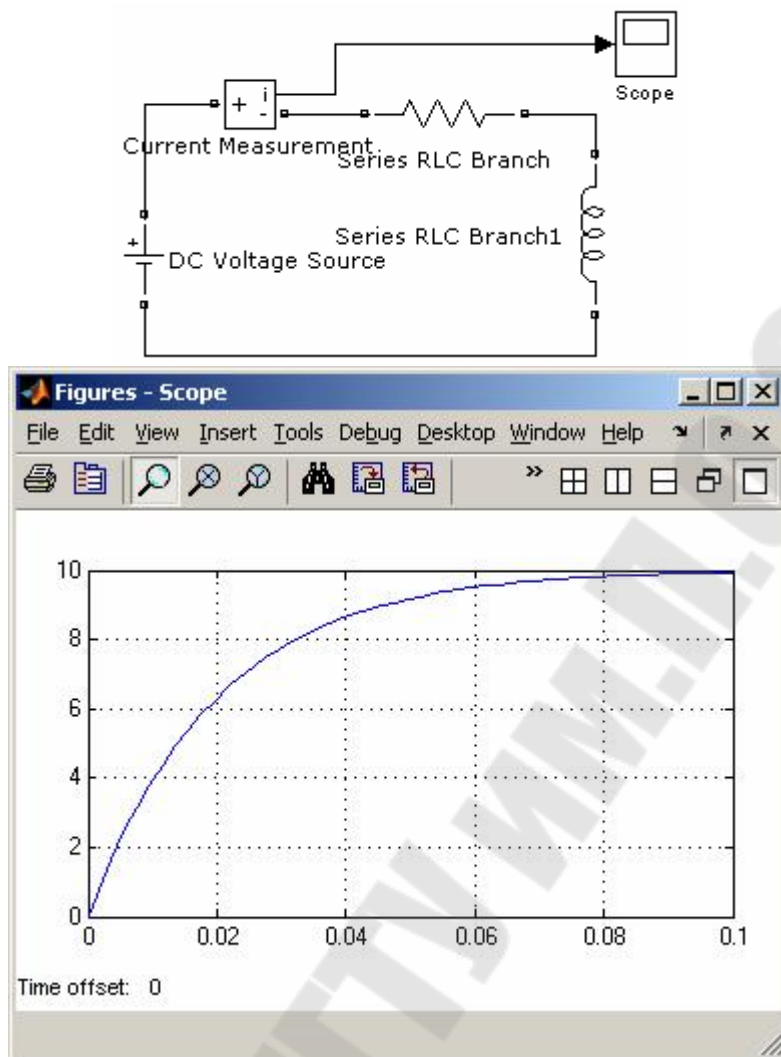 Scope
+ i -
Current Measurement
Series RLC Branch
Series RLC Branch1
+
DC Voltage Source
Figures - Scope
File Edit View Insert Tools Debug Desktop Window Help
10
8
6
4
2
0
0 0.02 0.04 0.06 0.08 0.1
Time offset: 0
ГГТУ ИМ.П.О